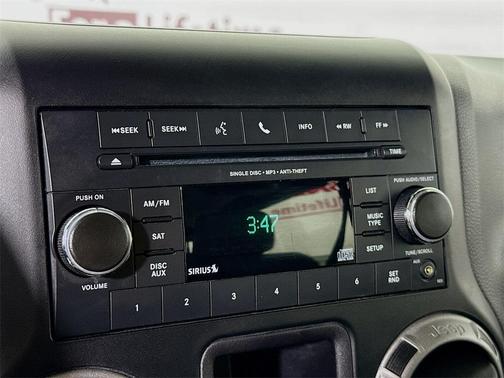 Lifetime
SEEK SEEK INFO RW FF
TIME
SINGLE DISC • MP3 • ANTI-THEFT
PUSH ON
PUSH AUDIO/SELECT
AM/FM
LIST
SAT
3:47
MUSIC TYPE
DISC AUX
SETUP
VOLUME
SIRIUS
TUNE/SCROLL
1 2 3 4 5 6
SET RND
AUX
Jeep